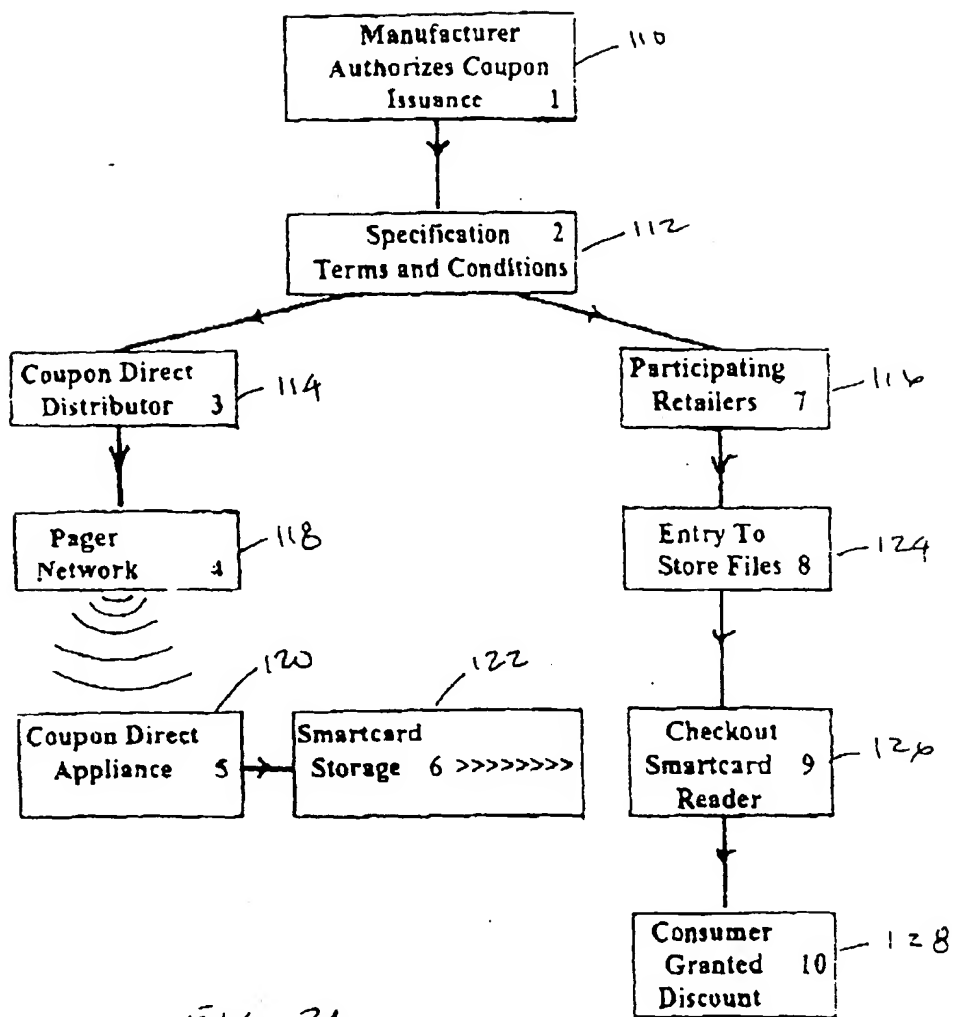 Manufacturer
Authorizes Coupon
Issuance 1
110
Specification 2
Terms and Conditions
112
Coupon Direct
Distributor 3
114
Participating
Retailers 7
116
Pager
Network 4
118
Entry To
Store Files 8
124
120
122
Coupon Direct
Appliance 5
Smartcard
Storage 6 >>>>>>>>
Checkout
Smartcard 9
Reader
126
Consumer
Granted 10
Discount
128